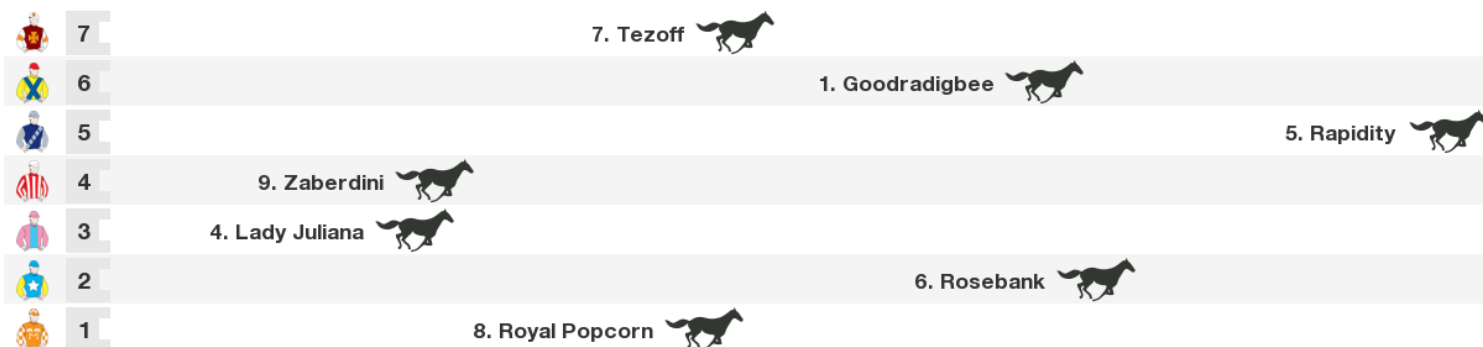 7 7. Tezoff
6 1. Goodradigbee
5 5. Rapidity
4 9. Zaberdini
3 4. Lady Juliana
2 6. Rosebank
1 8. Royal Popcorn